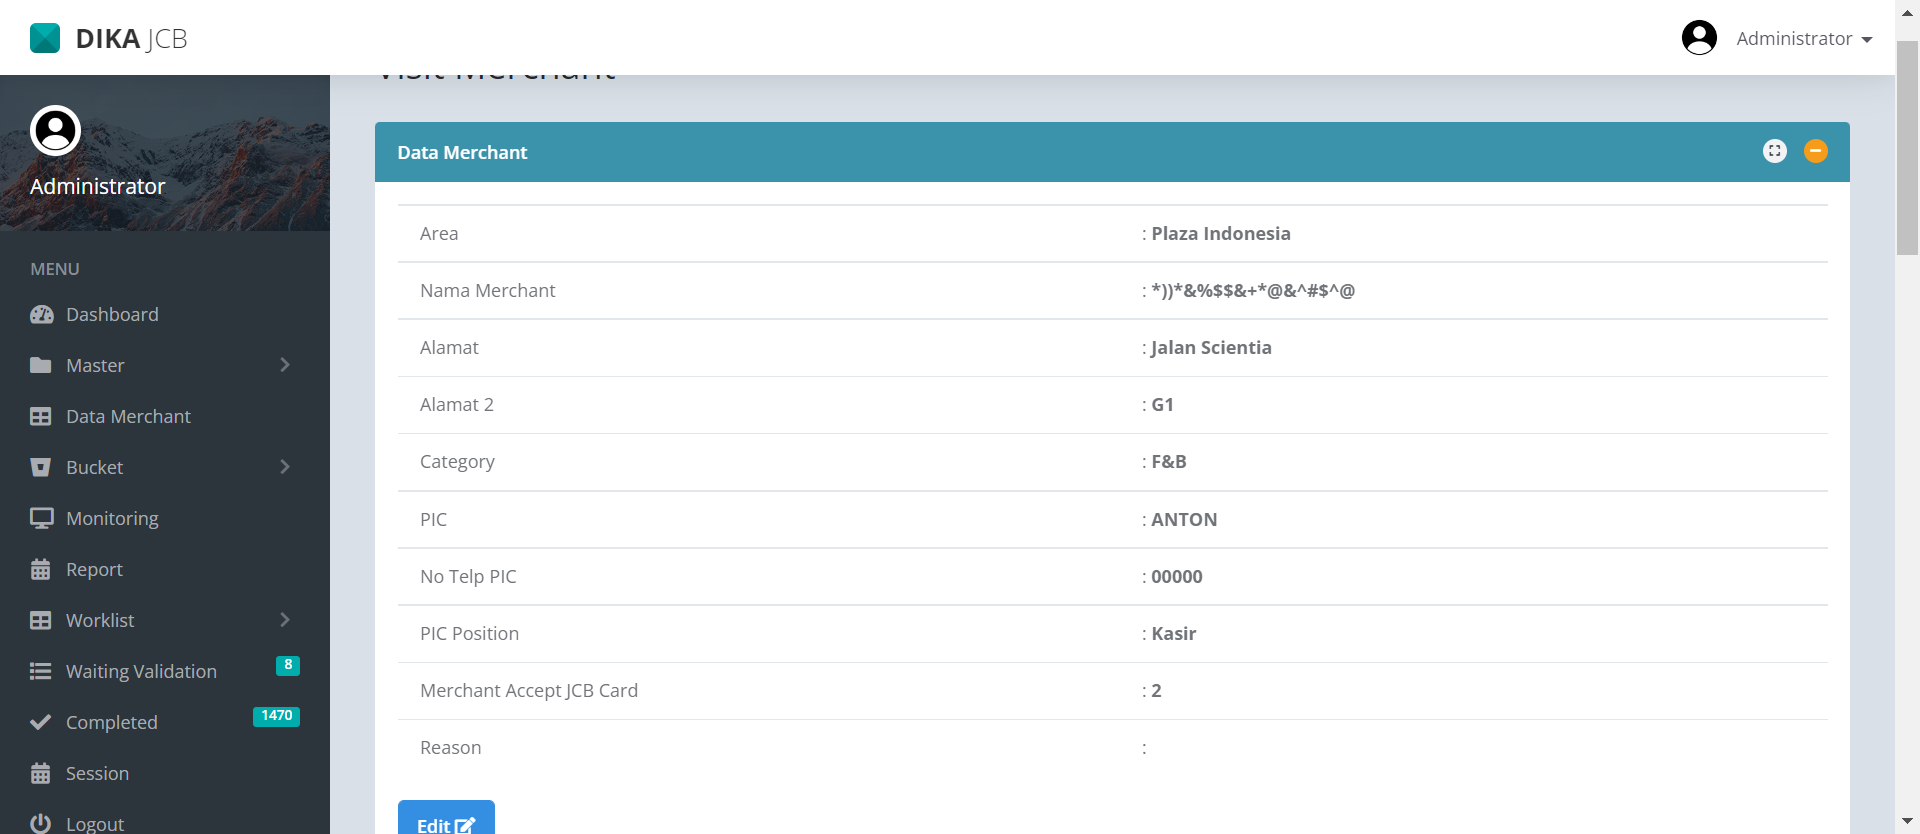 DIKA JCB
Administrator
Visit Merchant
Administrator
MENU
Dashboard
Master
Data Merchant
Bucket
Monitoring
Report
Worklist
Waiting Validation 8
Completed 1470
Session
Logout
Data Merchant
Area : Plaza Indonesia
Nama Merchant : *))*&%$$&+*@&^#$^@
Alamat : Jalan Scientia
Alamat 2 : G1
Category : F&B
PIC : ANTON
No Telp PIC : 00000
PIC Position : Kasir
Merchant Accept JCB Card : 2
Reason :
Edit